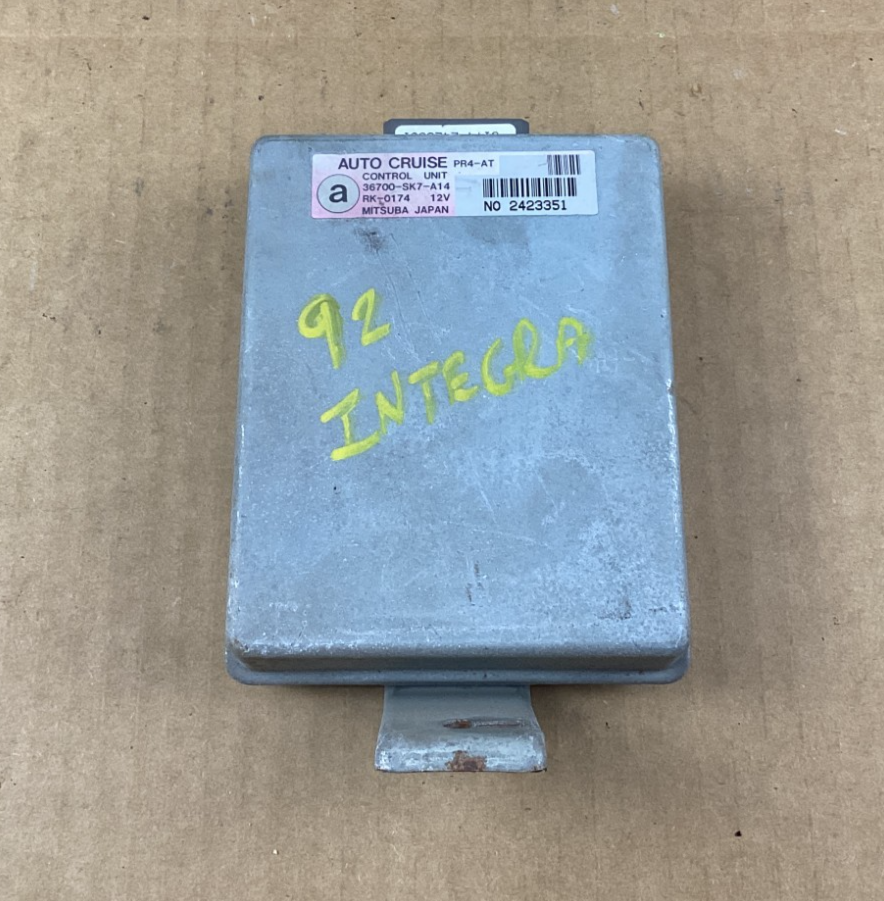 AUTO CRUISE PR4-AT
CONTROL UNIT
a 36700-SK7-A14
RK-0174 12V
MITSUBA JAPAN
NO 2423351
92
INTEGRA